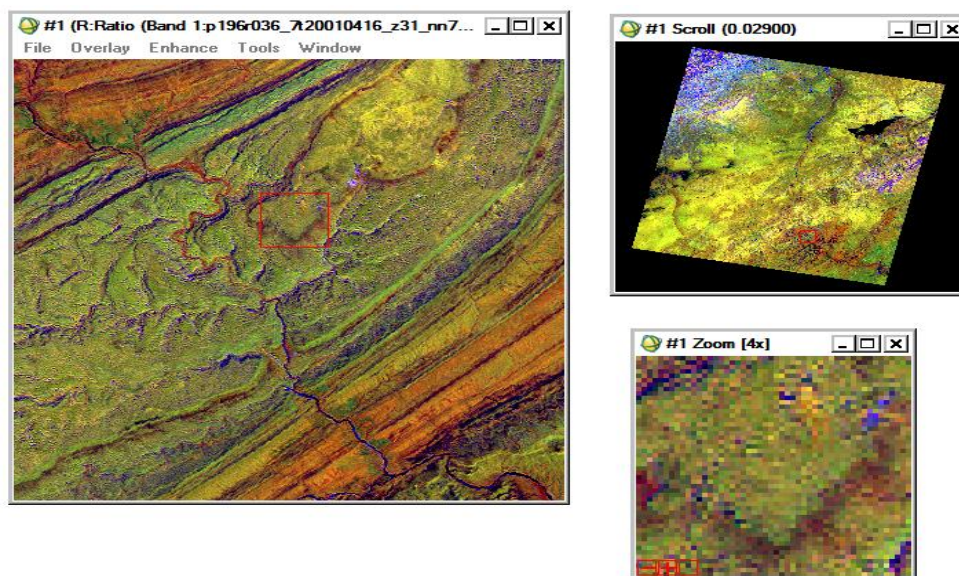 #1 (R:Ratio (Band 1:p196r036_7t20010416_z31_nn7...
File Overlay Enhance Tools Window
#1 Scroll (0.02900)
#1 Zoom [4x]